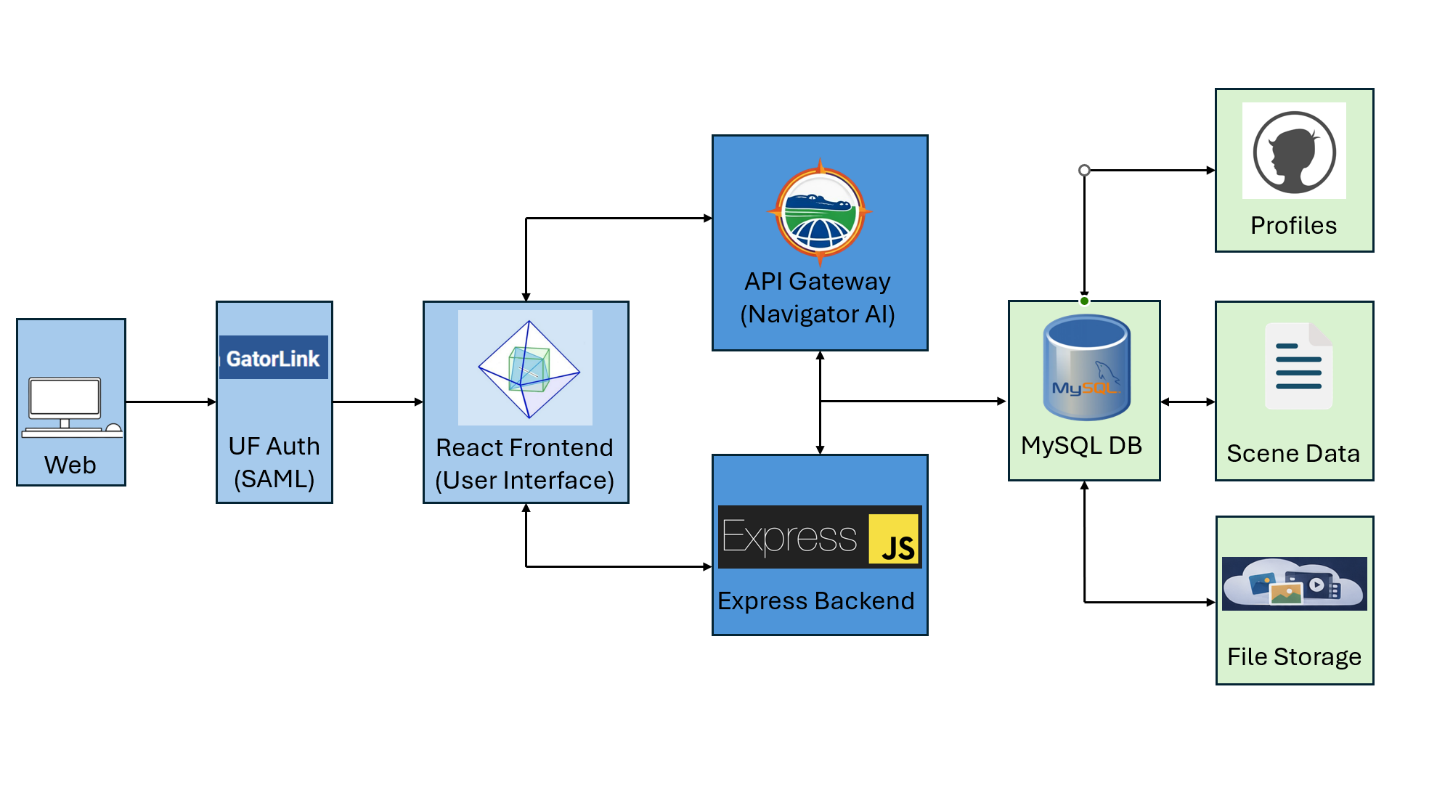 Web
GatorLink
UF Auth
(SAML)
React Frontend
(User Interface)
API Gateway
(Navigator AI)
Express
JS
Express Backend
MySQL
MySQL DB
Profiles
Scene Data
File Storage